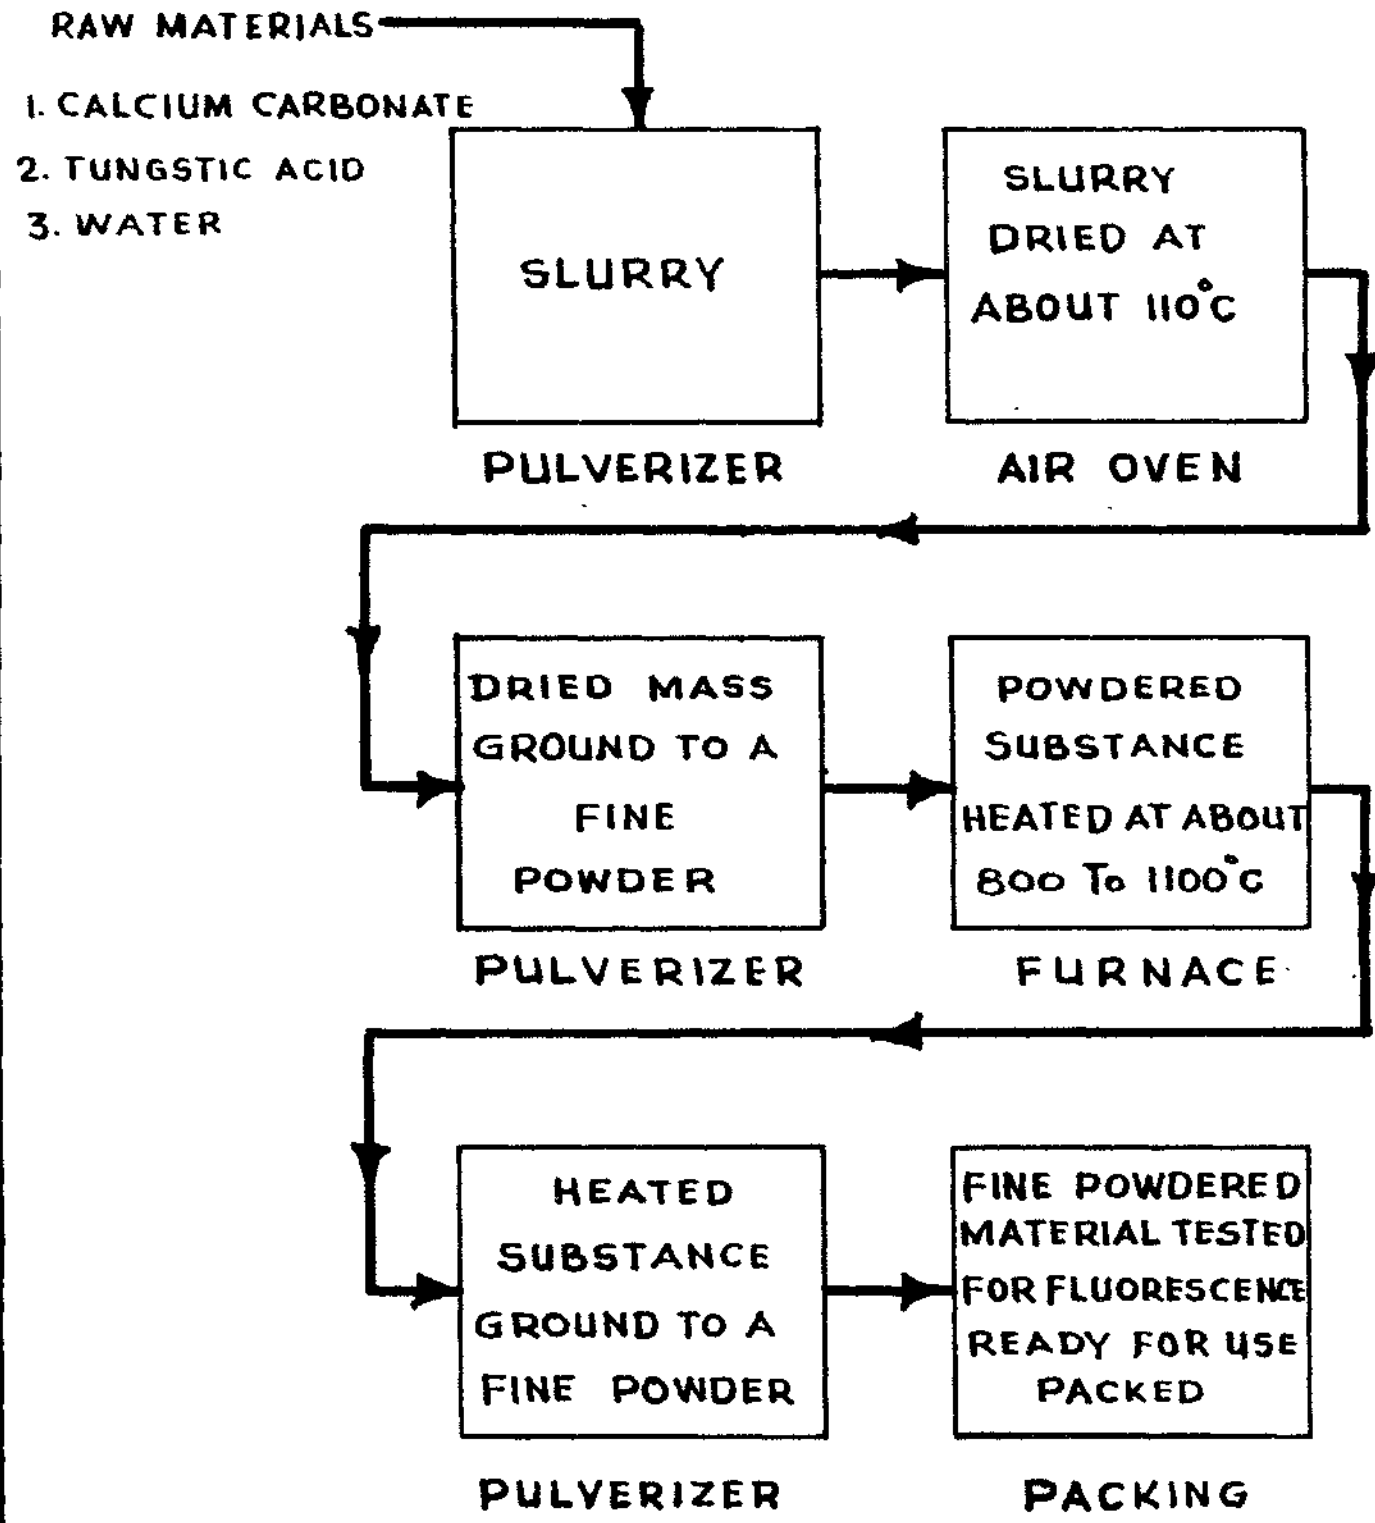 RAW MATERIALS
1. CALCIUM CARBONATE
2. TUNGSTIC ACID
3. WATER
SLURRY
PULVERIZER
SLURRY
DRIED AT
ABOUT 110°C
AIR OVEN
DRIED MASS
GROUND TO A
FINE
POWDER
PULVERIZER
POWDERED
SUBSTANCE
HEATED AT ABOUT
800 To 1100°C
FURNACE
HEATED
SUBSTANCE
GROUND TO A
FINE POWDER
PULVERIZER
FINE POWDERED
MATERIAL TESTED
FOR FLUORESCENCE
READY FOR USE
PACKED
PACKING